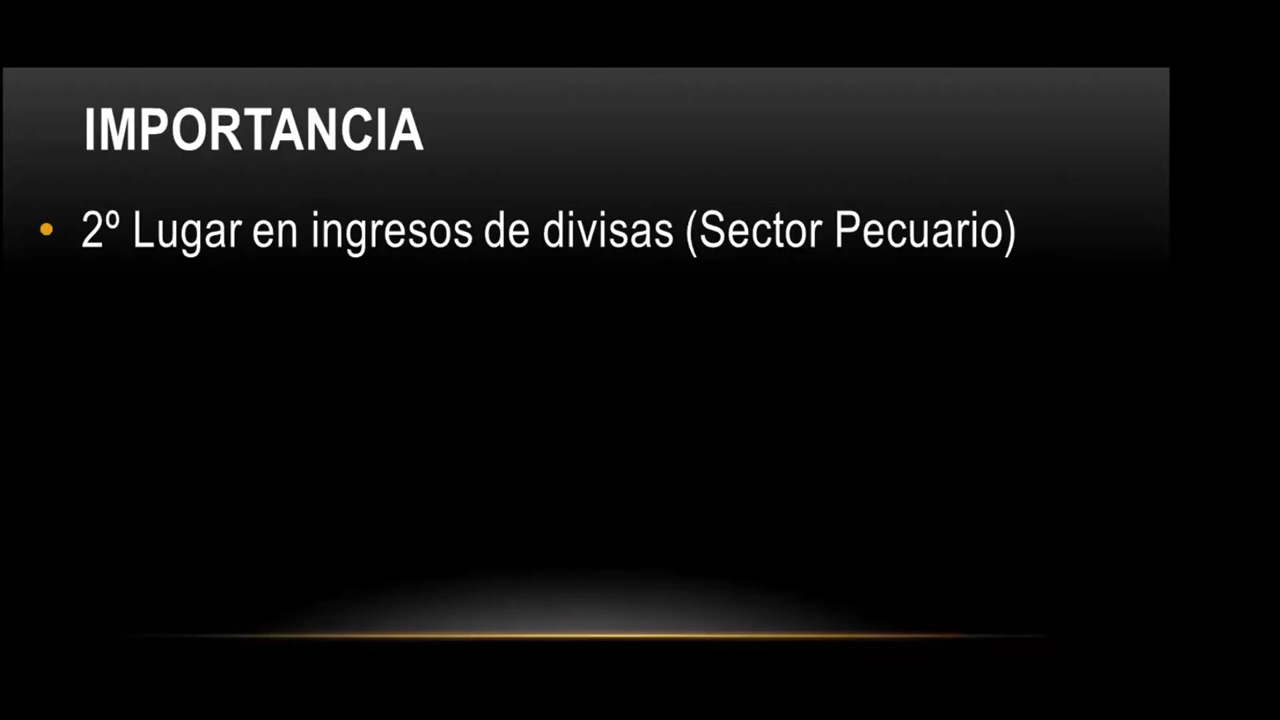 IMPORTANCIA
• 2º Lugar en ingresos de divisas (Sector Pecuario)